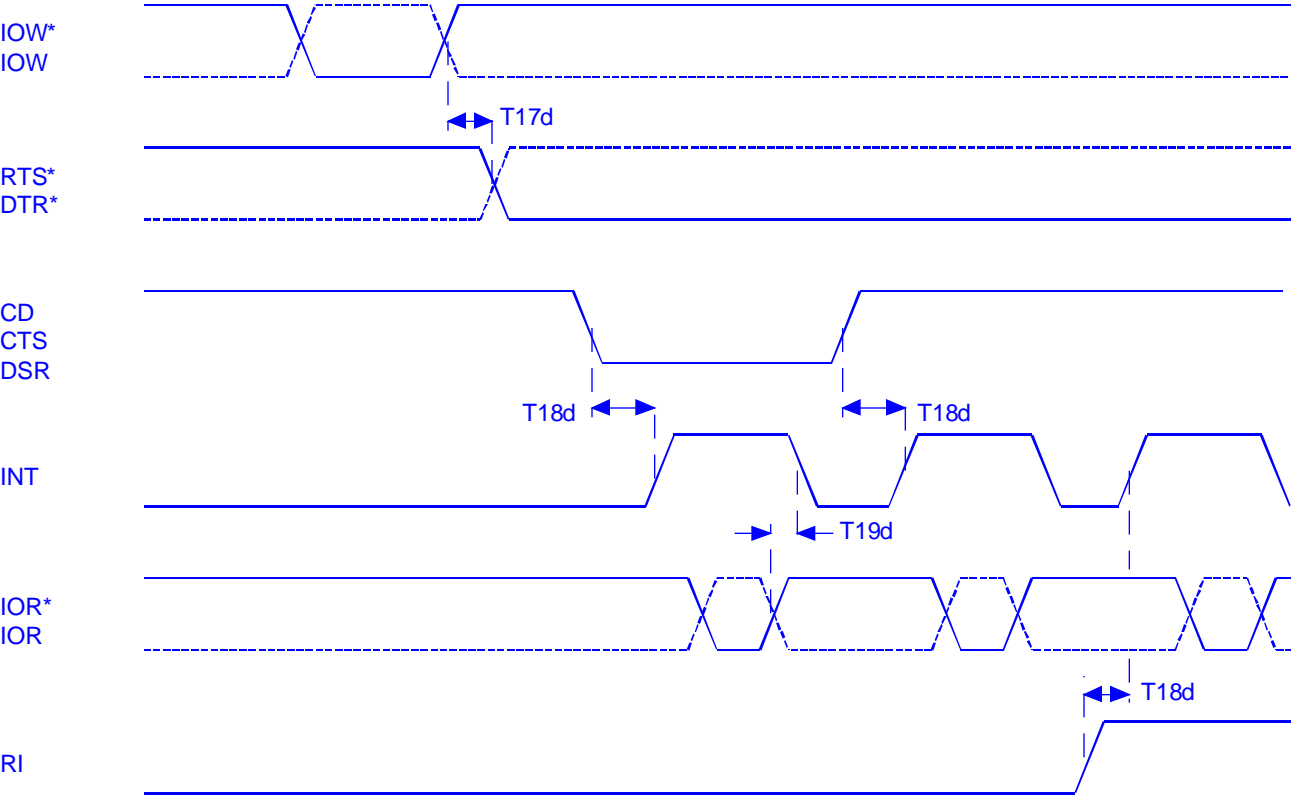 IOW*
IOW
T17d
RTS*
DTR*
CD
CTS
DSR
T18d
T18d
INT
T19d
IOR*
IOR
T18d
RI